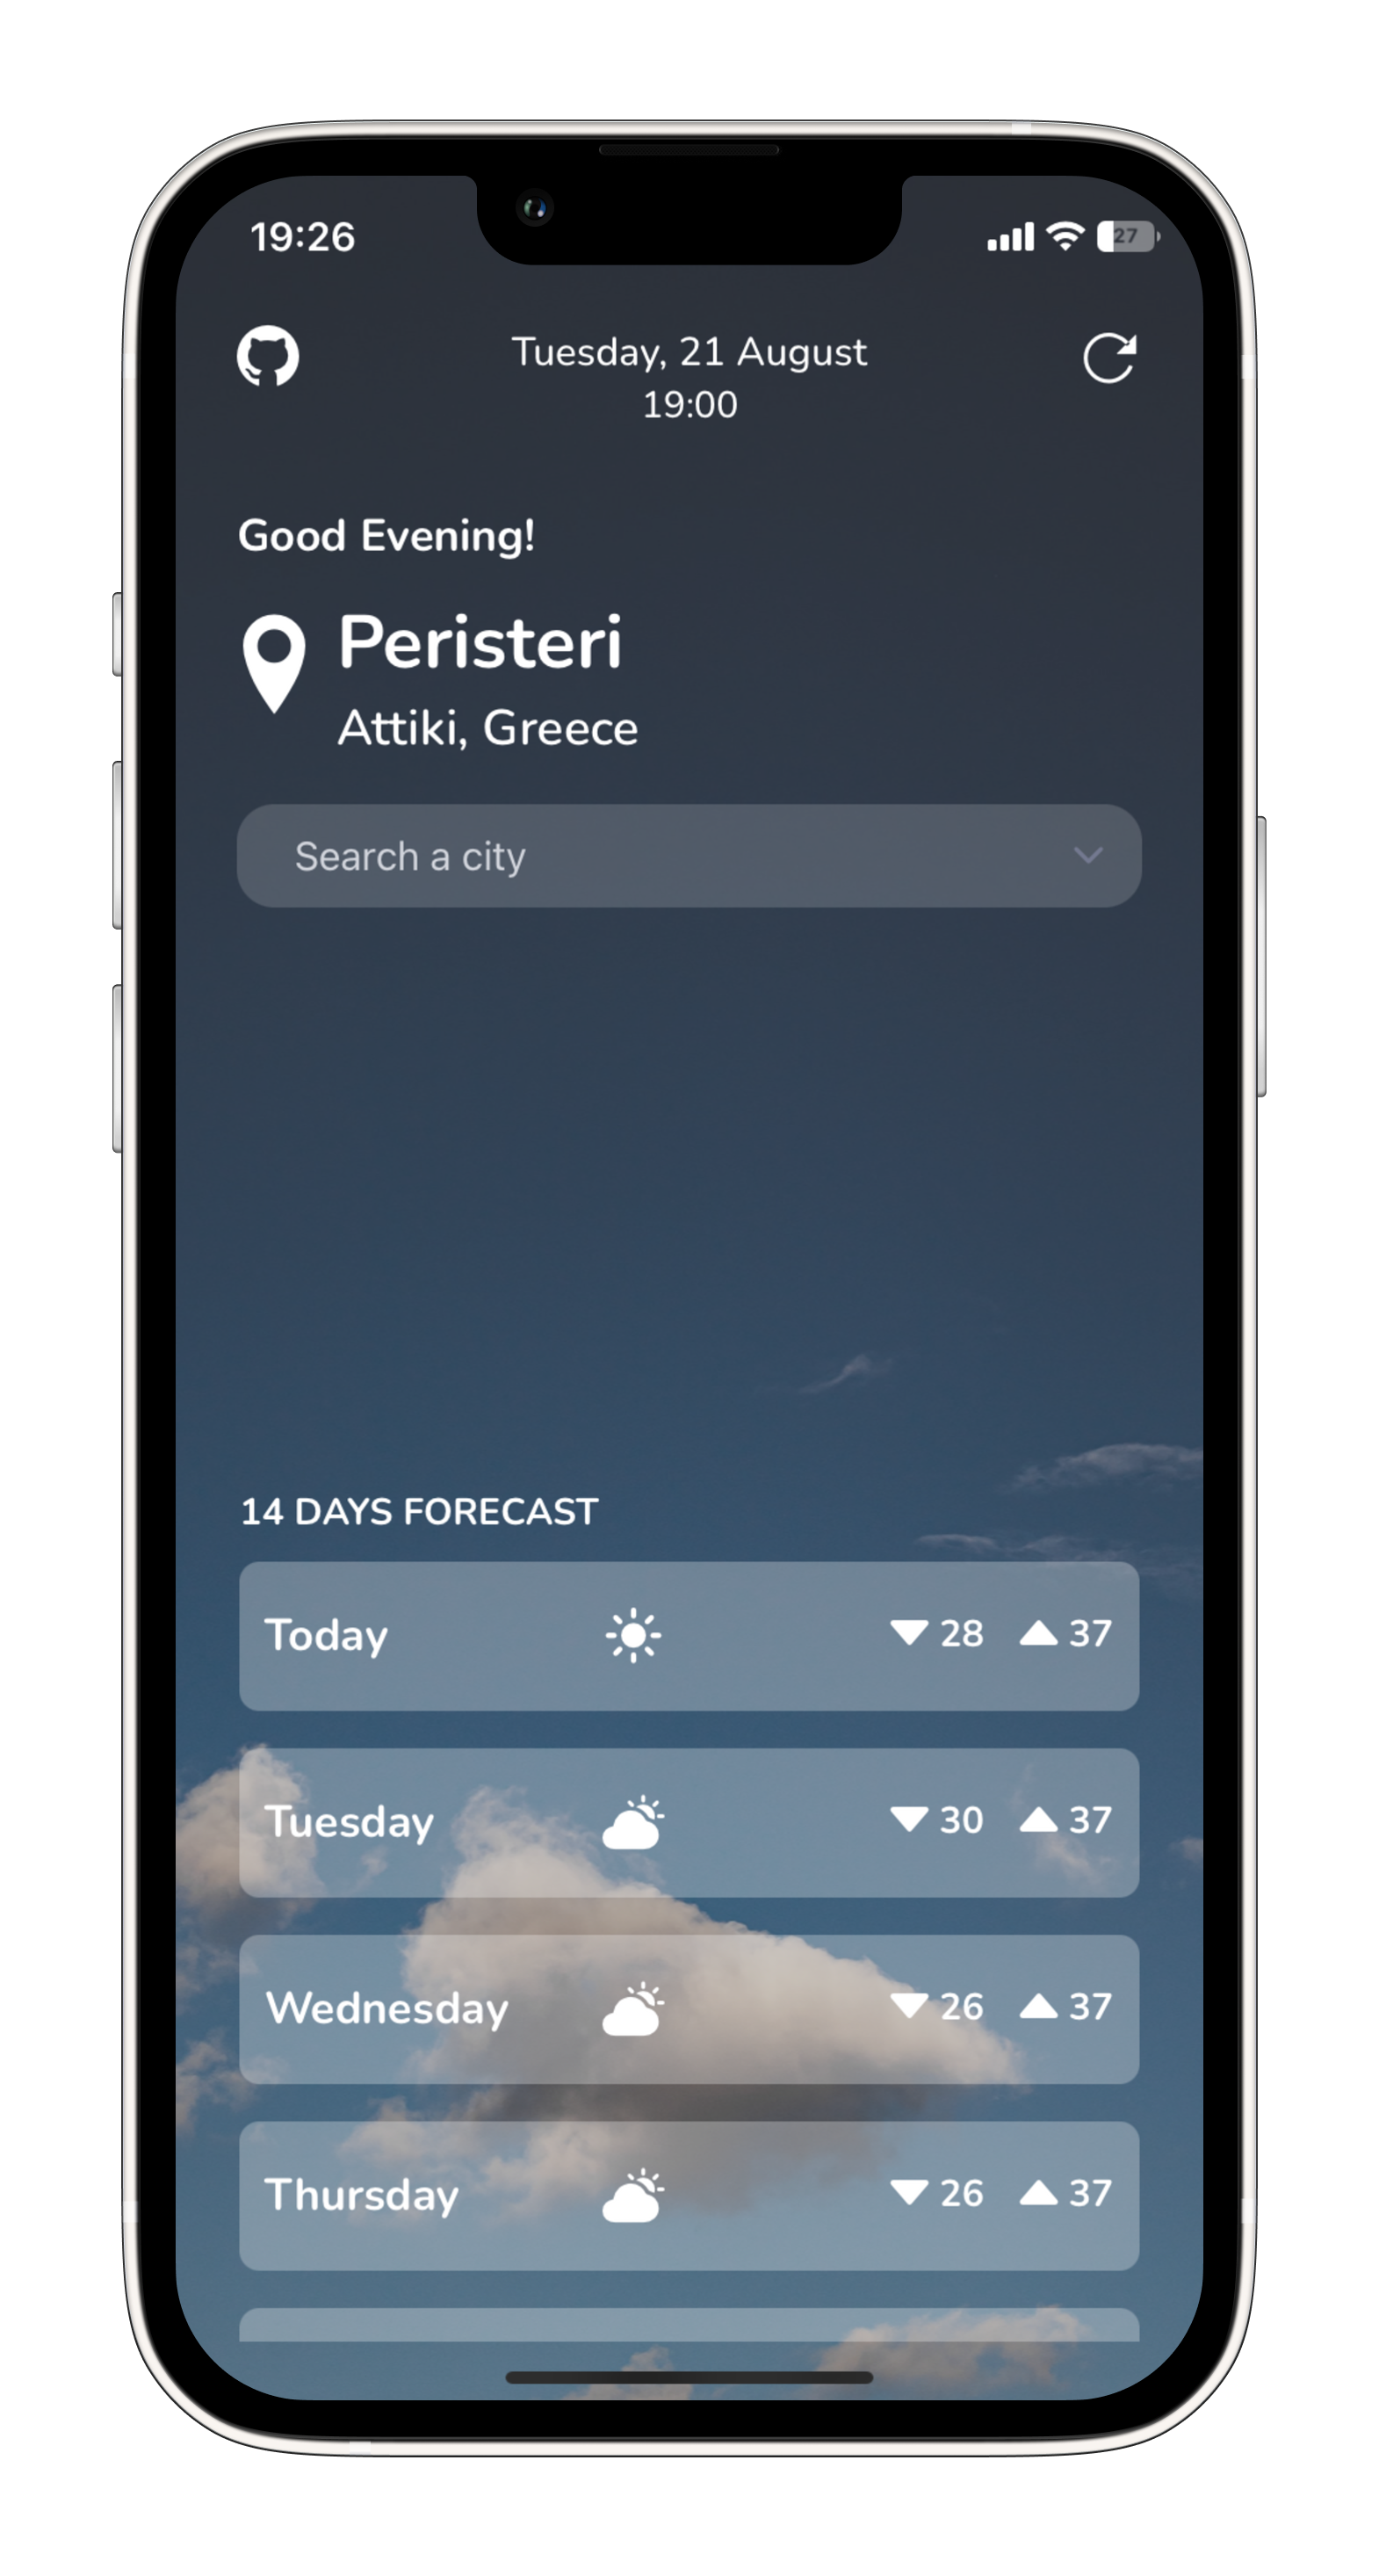 19:26
27
Tuesday, 21 August
19:00
Good Evening!
Peristeri
Attiki, Greece
Search a city
14 DAYS FORECAST
Today 28 37
Tuesday 30 37
Wednesday 26 37
Thursday 26 37